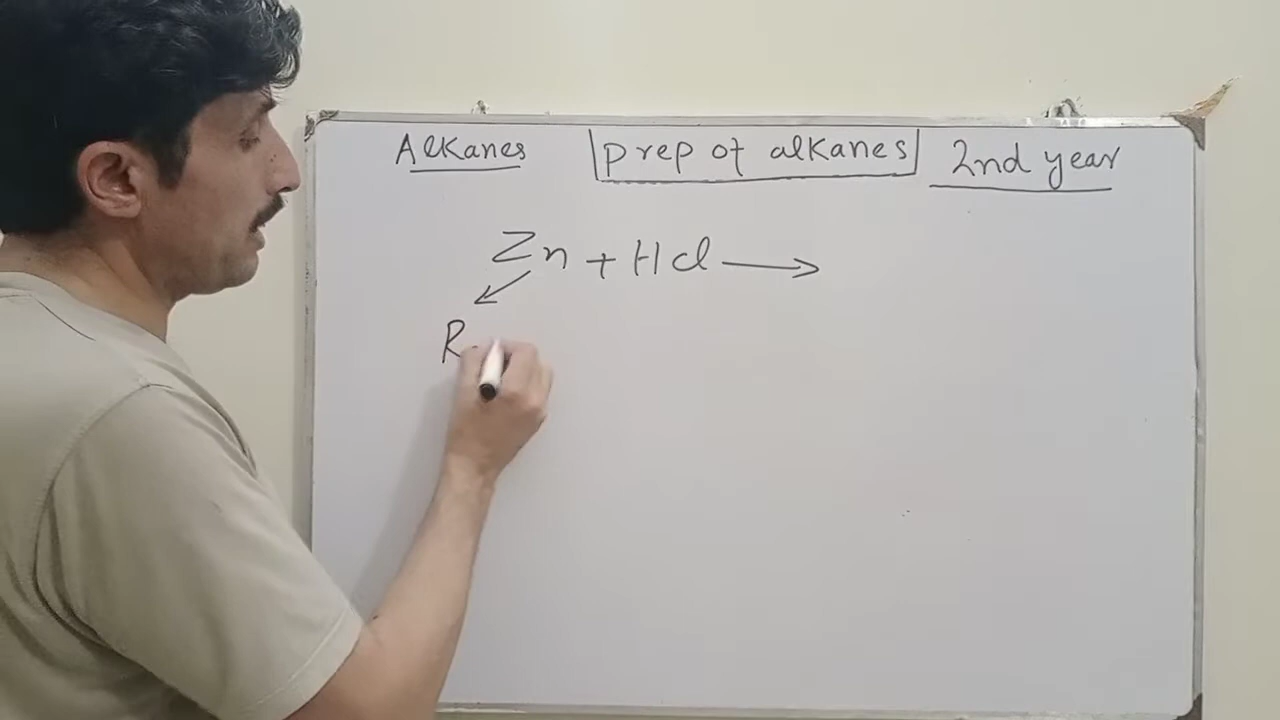 Alkanes prep of alkanes 2nd year
Zn + HCl ⟶
R